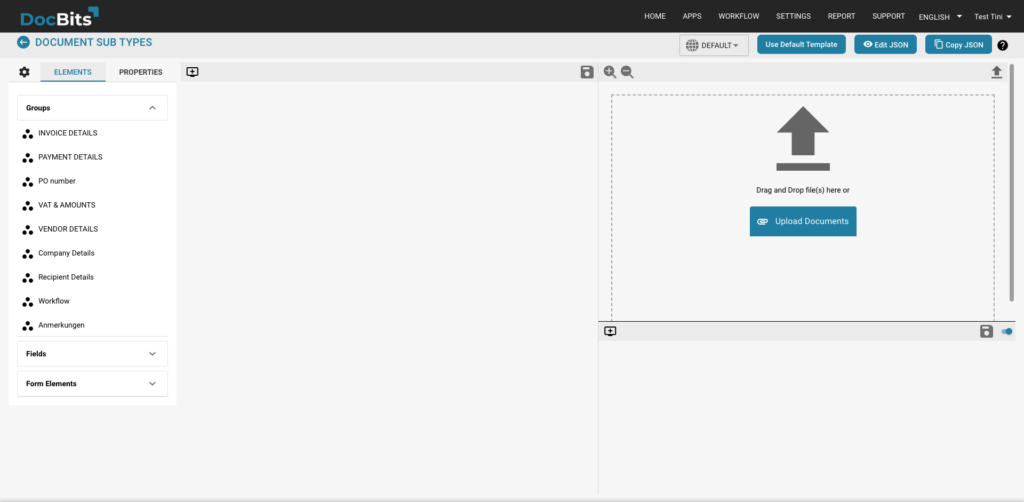 DocBits
HOME APPS WORKFLOW SETTINGS REPORT SUPPORT ENGLISH Test Tini
DOCUMENT SUB TYPES
DEFAULT
Use Default Template
Edit JSON
Copy JSON
?
ELEMENTS PROPERTIES
Groups
INVOICE DETAILS
PAYMENT DETAILS
PO number
VAT & AMOUNTS
VENDOR DETAILS
Company Details
Recipient Details
Workflow
Anmerkungen
Fields
Form Elements
Drag and Drop file(s) here or
Upload Documents